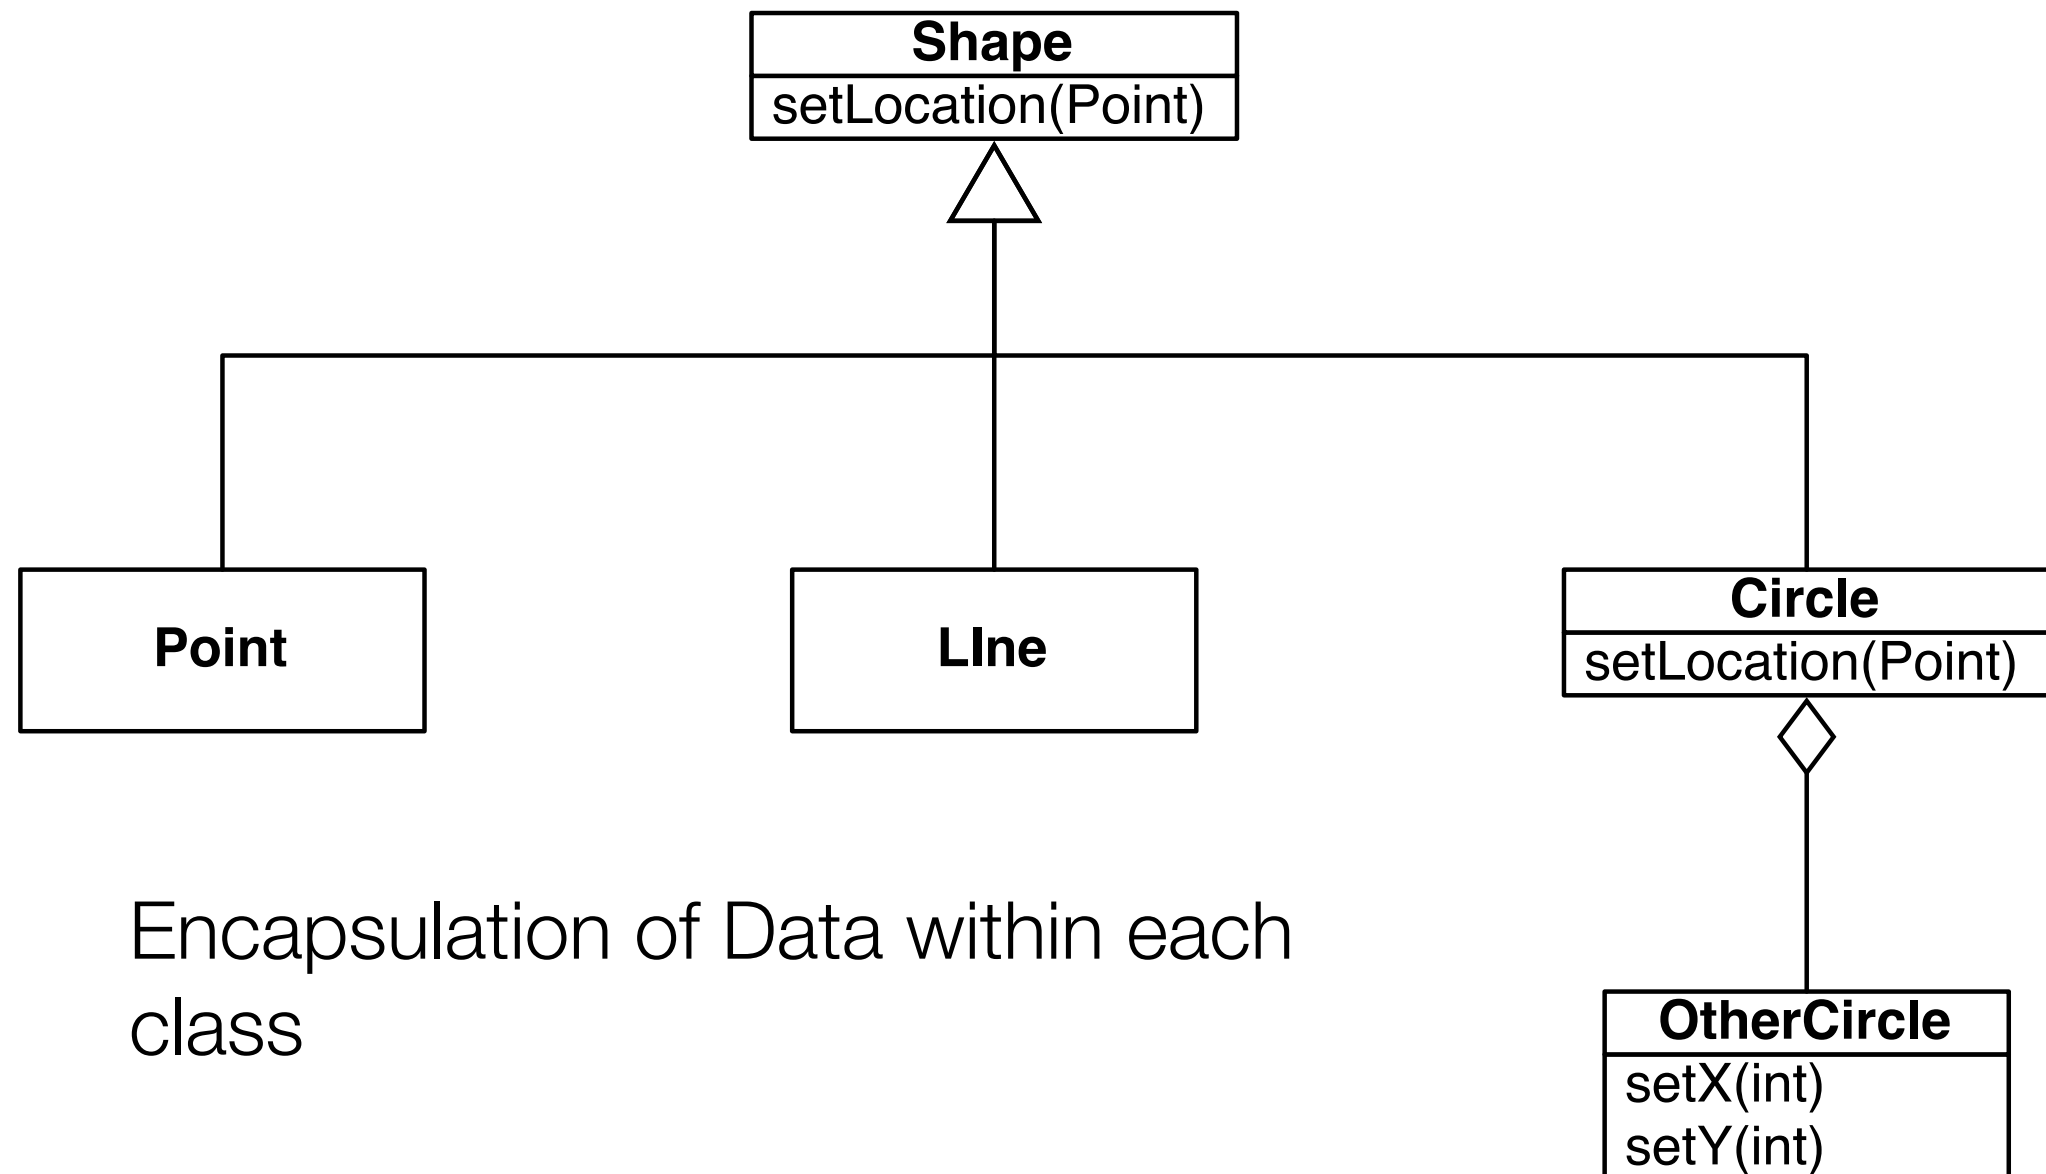 Shape
setLocation(Point)
Point
LIne
Circle
setLocation(Point)
Encapsulation of Data within each
class
OtherCircle
setX(int)
setY(int)